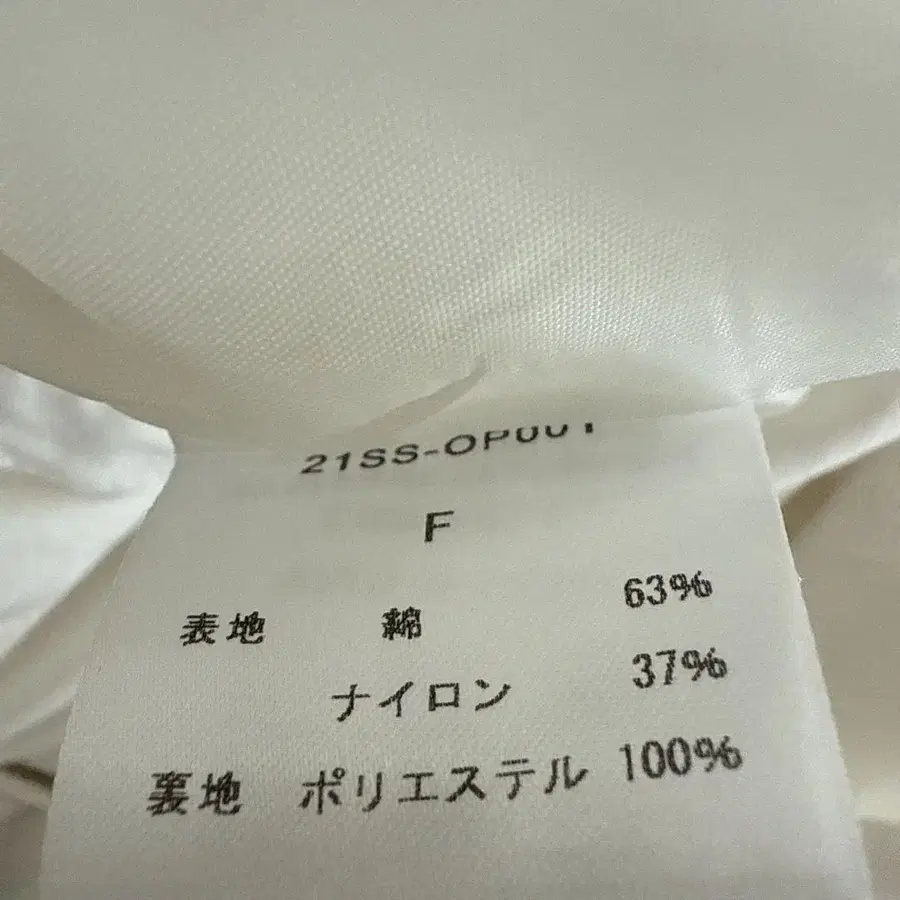 21SS-OP001
F
表地 綿 63%
ナイロン 37%
裏地 ポリエステル 100%